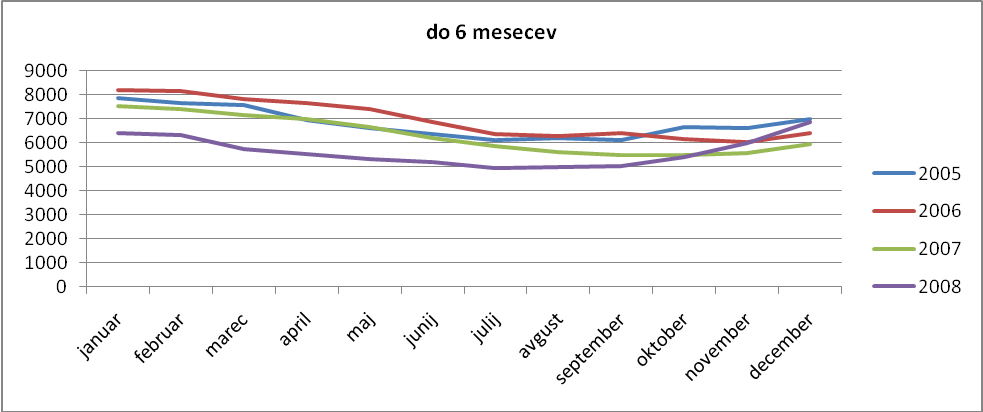 do 6 mesecev
9000
8000
7000
6000
5000
4000
3000
2000
1000
0
januar
februar
marec
april
maj
junij
julij
avgust
september
oktober
november
december
2005
2006
2007
2008